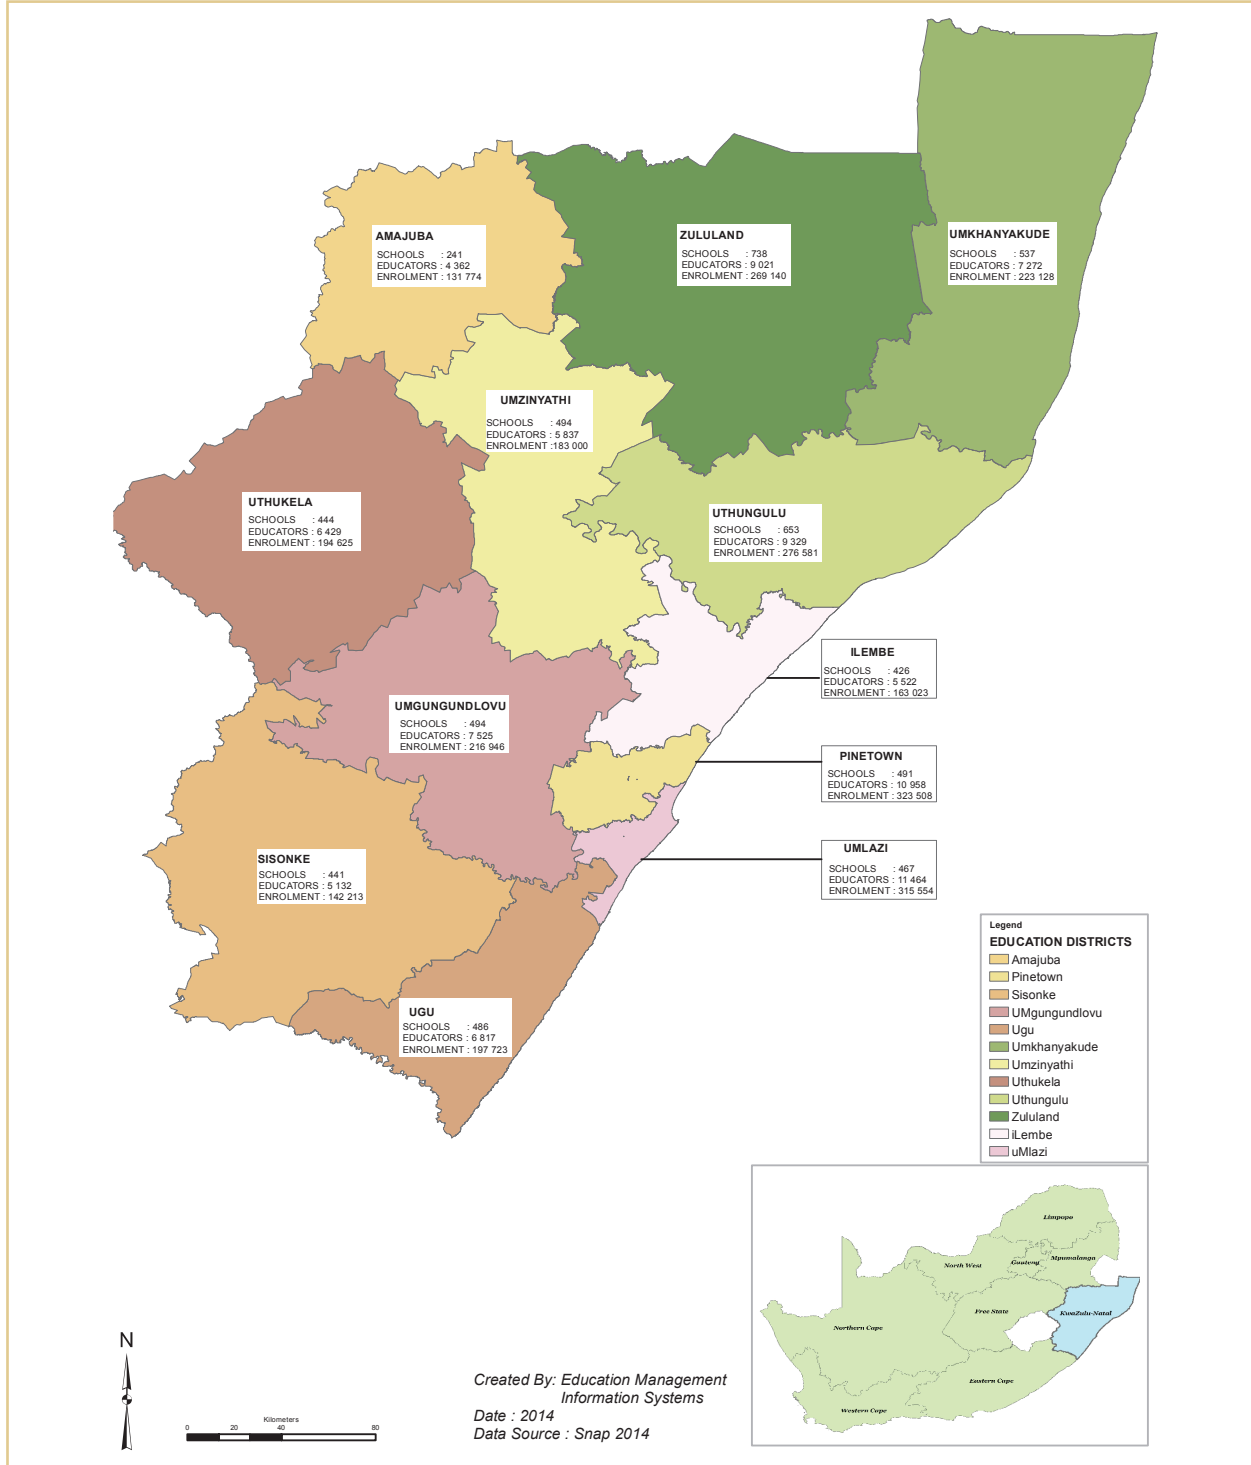 AMAJUBA
SCHOOLS : 241
EDUCATORS : 4 362
ENROLMENT : 131 774
ZULULAND
SCHOOLS : 738
EDUCATORS : 9 021
ENROLMENT : 269 140
UMKHANYAKUDE
SCHOOLS : 537
EDUCATORS : 7 272
ENROLMENT : 223 128
UMZINYATHI
SCHOOLS : 494
EDUCATORS : 5 837
ENROLMENT :183 000
UTHUKELA
SCHOOLS : 444
EDUCATORS : 6 429
ENROLMENT : 194 625
UTHUNGULU
SCHOOLS : 653
EDUCATORS : 9 329
ENROLMENT : 276 581
ILEMBE
SCHOOLS : 426
EDUCATORS : 5 522
ENROLMENT : 163 023
UMGUNGUNDLOVU
SCHOOLS : 494
EDUCATORS : 7 525
ENROLMENT : 216 946
PINETOWN
SCHOOLS : 491
EDUCATORS : 10 958
ENROLMENT : 323 508
UMLAZI
SCHOOLS : 467
EDUCATORS : 11 464
ENROLMENT : 315 554
SISONKE
SCHOOLS : 441
EDUCATORS : 5 132
ENROLMENT : 142 213
UGU
SCHOOLS : 486
EDUCATORS : 6 817
ENROLMENT : 197 723
Legend
EDUCATION DISTRICTS
Amajuba
Pinetown
Sisonke
UMgungundlovu
Ugu
Umkhanyakude
Umzinyathi
Uthukela
Uthungulu
Zululand
iLembe
uMlazi
Limpopo
Mpumalanga
Gauteng
North West
Free State
KwaZulu-Natal
Northern Cape
Eastern Cape
Western Cape
N
Kilometers
0 20 40 80
Created By: Education Management
Information Systems
Date : 2014
Data Source : Snap 2014